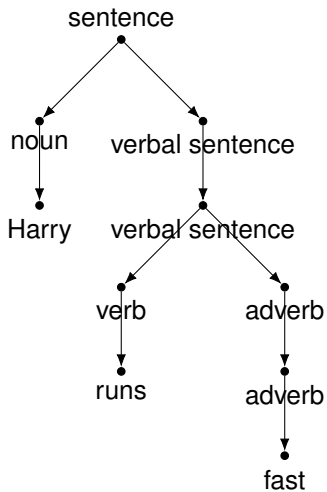 sentence
noun
verbal sentence
Harry
verbal sentence
verb
adverb
runs
adverb
fast